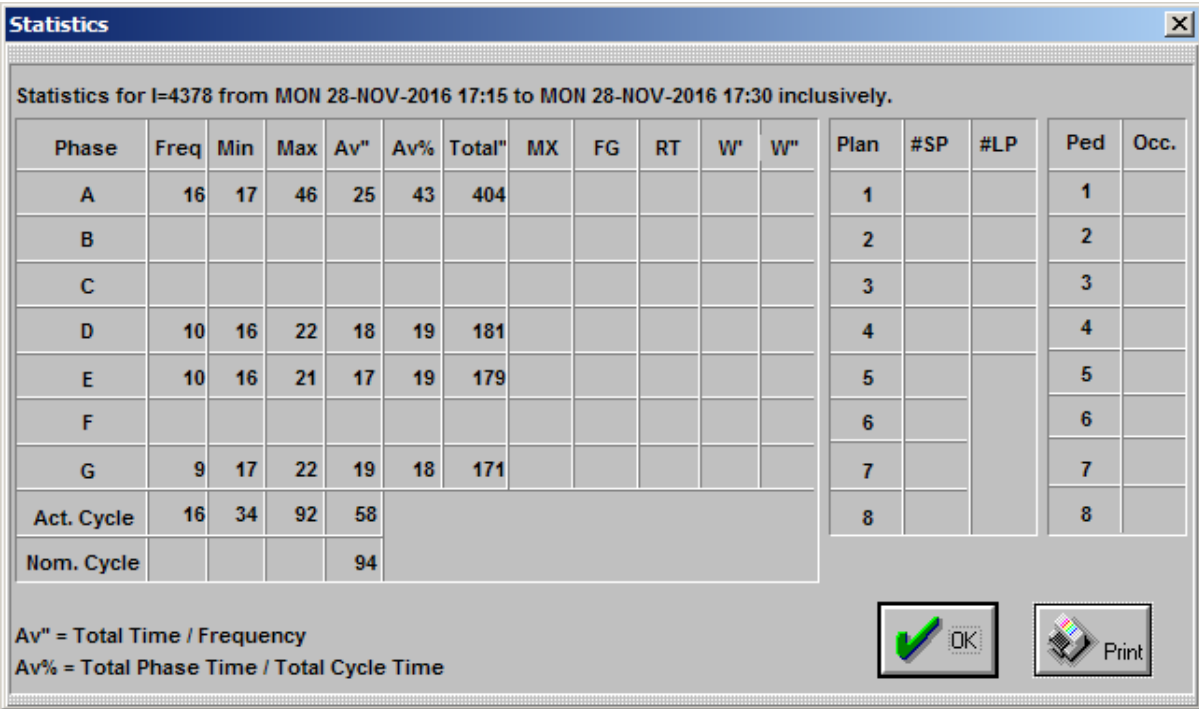 Statistics
Statistics for I=4378 from MON 28-NOV-2016 17:15 to MON 28-NOV-2016 17:30 inclusively.
Phase Freq Min Max Av" Av% Total" MX FG RT W' W"
A 16 17 46 25 43 404
B
C
D 10 16 22 18 19 181
E 10 16 21 17 19 179
F
G 9 17 22 19 18 171
Act. Cycle 16 34 92 58
Nom. Cycle 94
Plan #SP #LP
1
2
3
4
5
6
7
8
Ped Occ.
1
2
3
4
5
6
7
8
Av" = Total Time / Frequency
Av% = Total Phase Time / Total Cycle Time
OK
Print